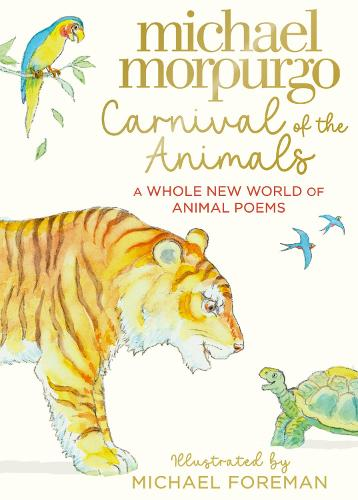 michael
morpurgo
Carnival of the
Animals
A WHOLE NEW WORLD OF
ANIMAL POEMS
Illustrated by
MICHAEL FOREMAN